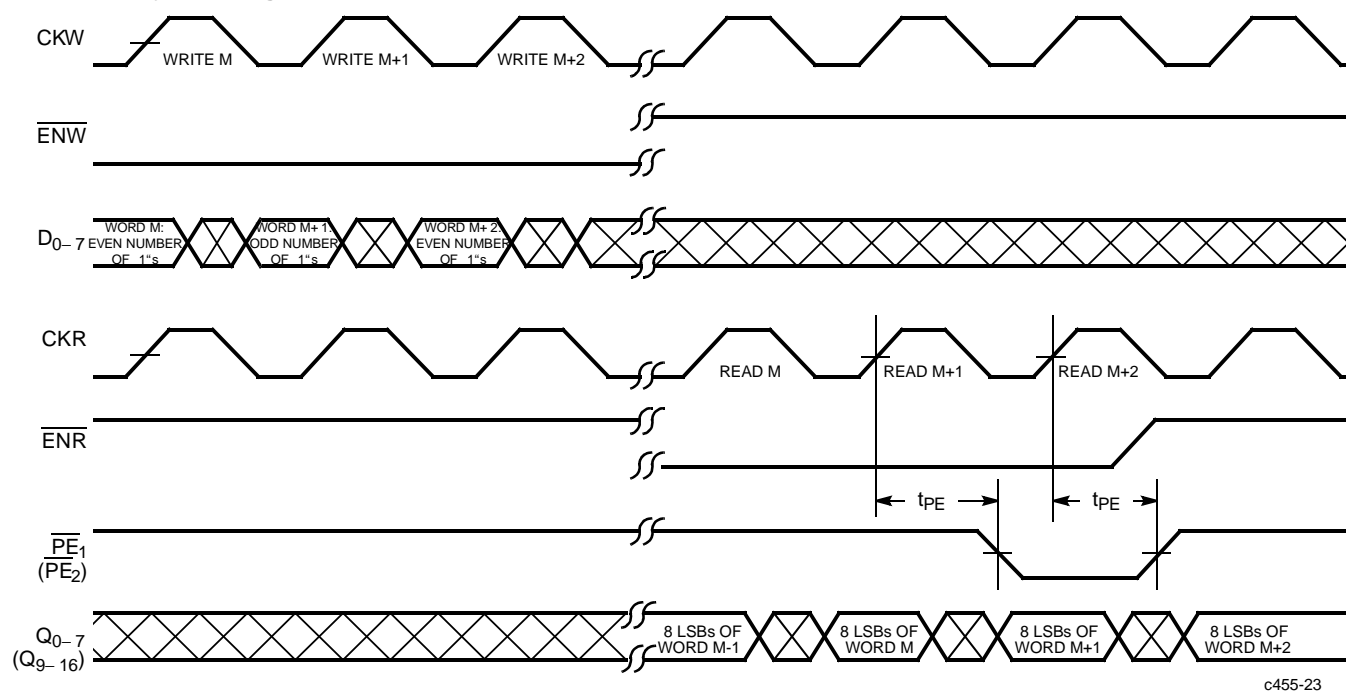 CKW
WRITE M WRITE M+1 WRITE M+2
ENW
D0–7
WORD M:
EVEN NUMBER
OF 1"s
WORD M+1:
ODD NUMBER
OF 1"s
WORD M+2:
EVEN NUMBER
OF 1"s
CKR
READ M READ M+1 READ M+2
ENR
tPE tPE
PE1
(PE2)
Q0–7
(Q9–16)
8 LSBs OF
WORD M-1
8 LSBs OF
WORD M
8 LSBs OF
WORD M+1
8 LSBs OF
WORD M+2
c455-23